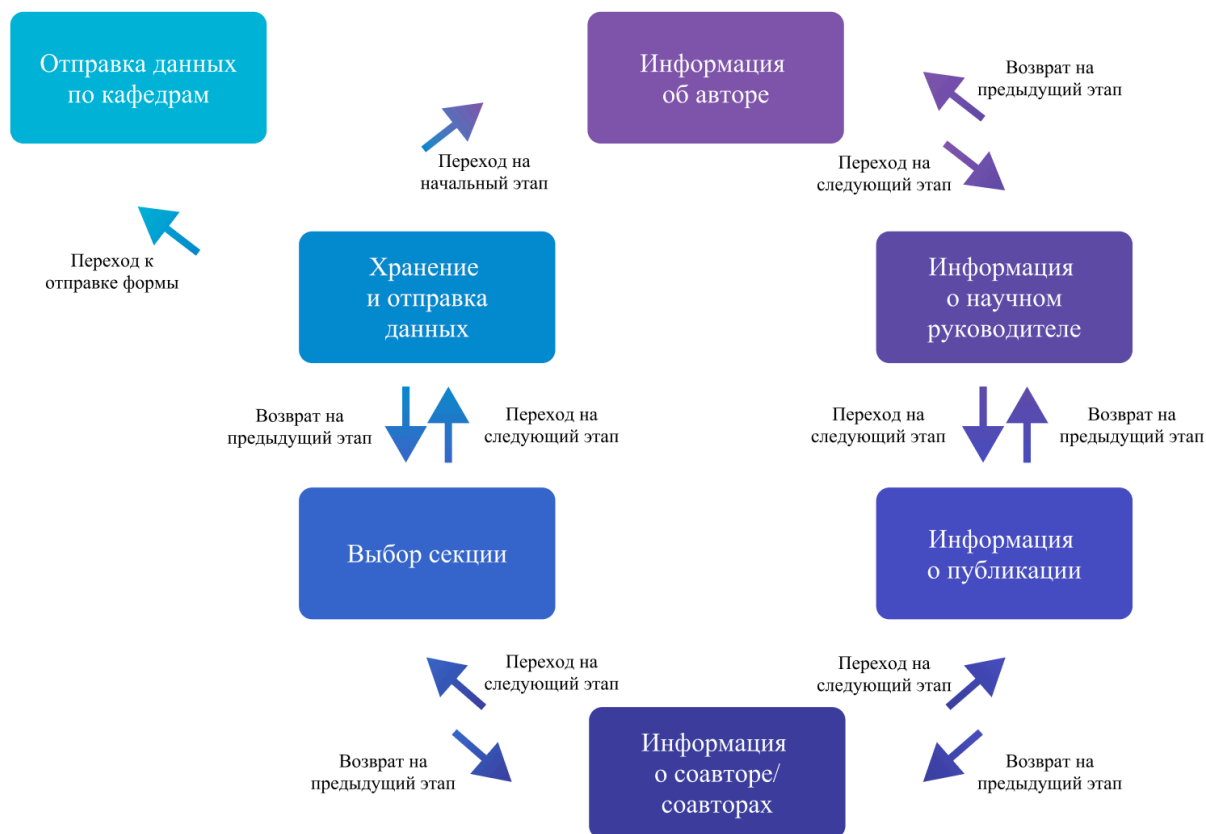 Отправка данных
по кафедрам
Информация
об авторе
Возврат на
предыдущий этап
Переход на
начальный этап
Переход на
следующий этап
Переход к
отправке формы
Хранение
и отправка
данных
Информация
о научном
руководителе
Возврат на
предыдущий этап
Переход на
следующий этап
Переход на
следующий этап
Возврат на
предыдущий этап
Выбор секции
Информация
о публикации
Переход на
следующий этап
Переход на
следующий этап
Возврат на
предыдущий этап
Информация
о соавторе/
соавторах
Возврат на
предыдущий этап